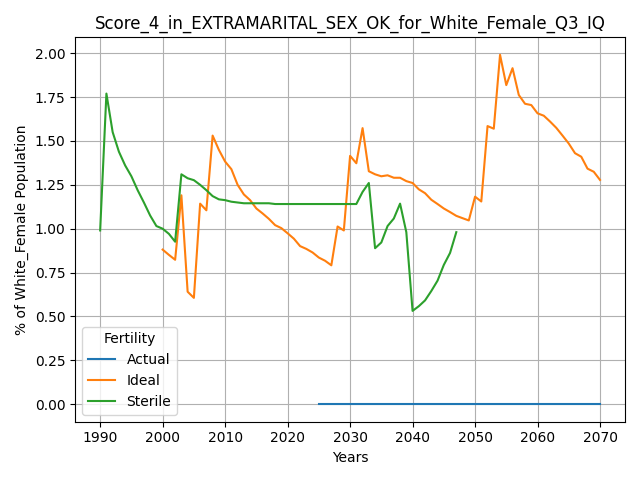 Score_4_in_EXTRAMARITAL_SEX_OK_for_White_Female_Q3_IQ
% of White_Female Population
2.00
1.75
1.50
1.25
1.00
0.75
0.50
0.25
0.00
Fertility
Actual
Ideal
Sterile
1990 2000 2010 2020 2030 2040 2050 2060 2070
Years